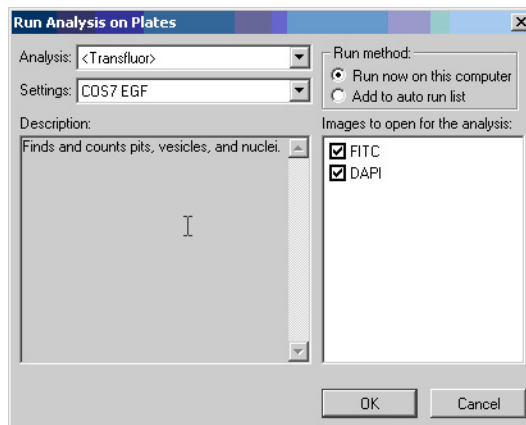 Run Analysis on Plates
Analysis: <Transfluor>
Settings: COS7 EGF
Run method:
Run now on this computer
Add to auto run list
Description:
Finds and counts pits, vesicles, and nuclei.
Images to open for the analysis:
FITC
DAPI
OK Cancel